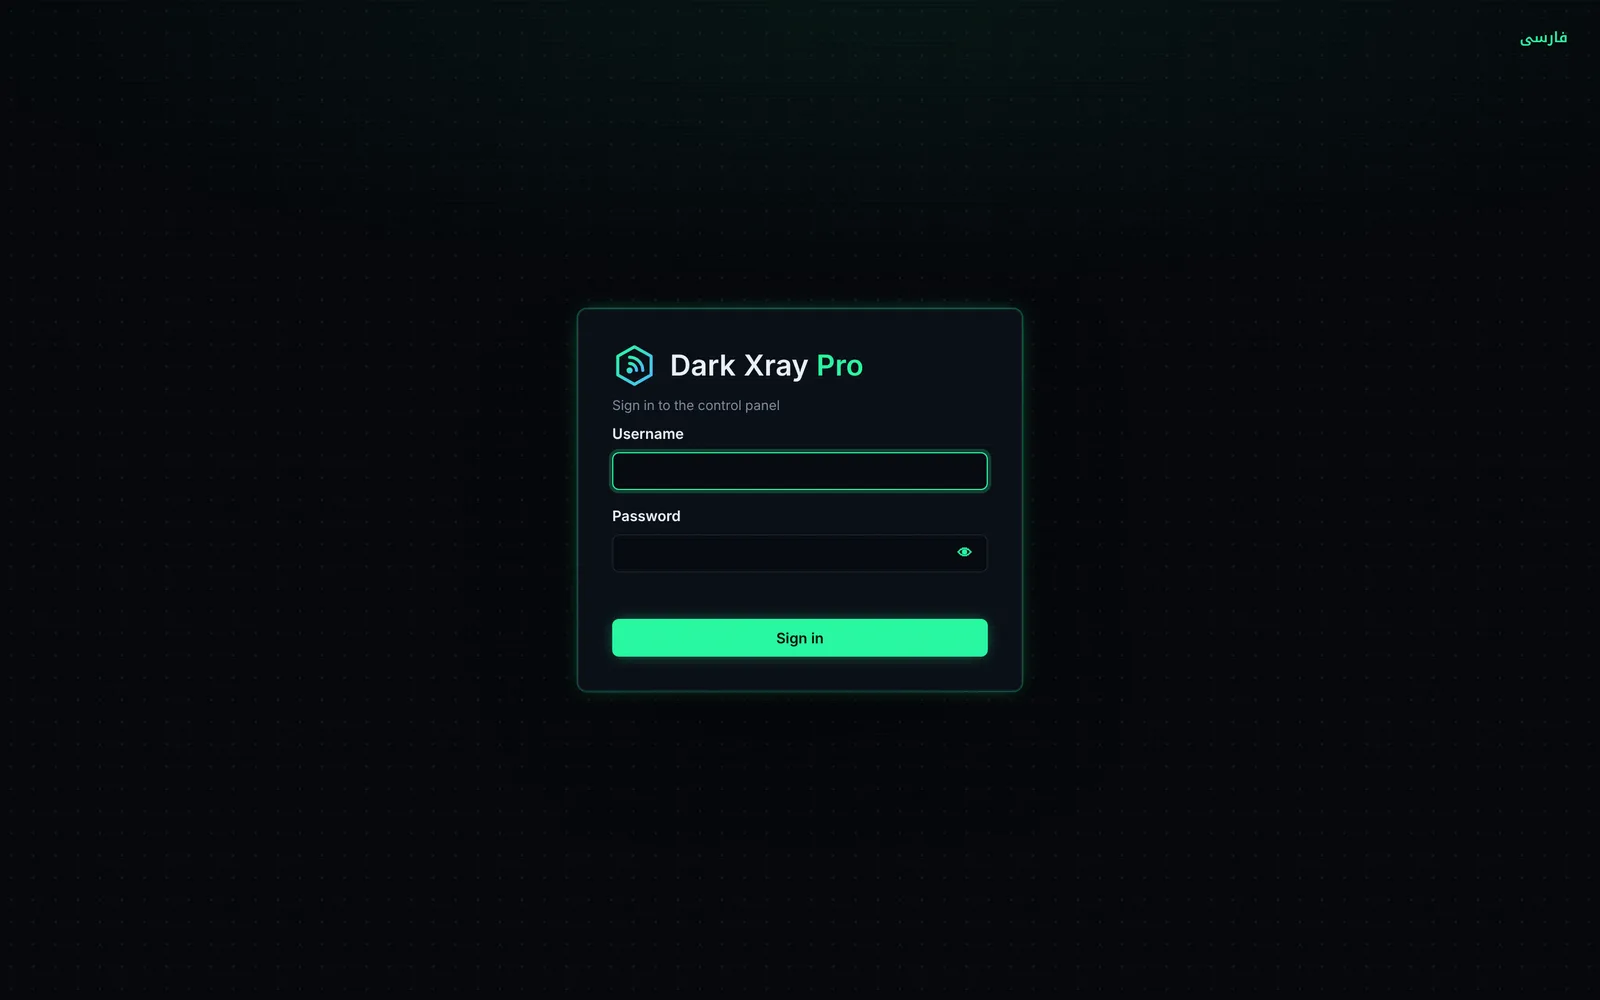 فارسی
Dark Xray Pro
Sign in to the control panel
Username
Password
Sign in